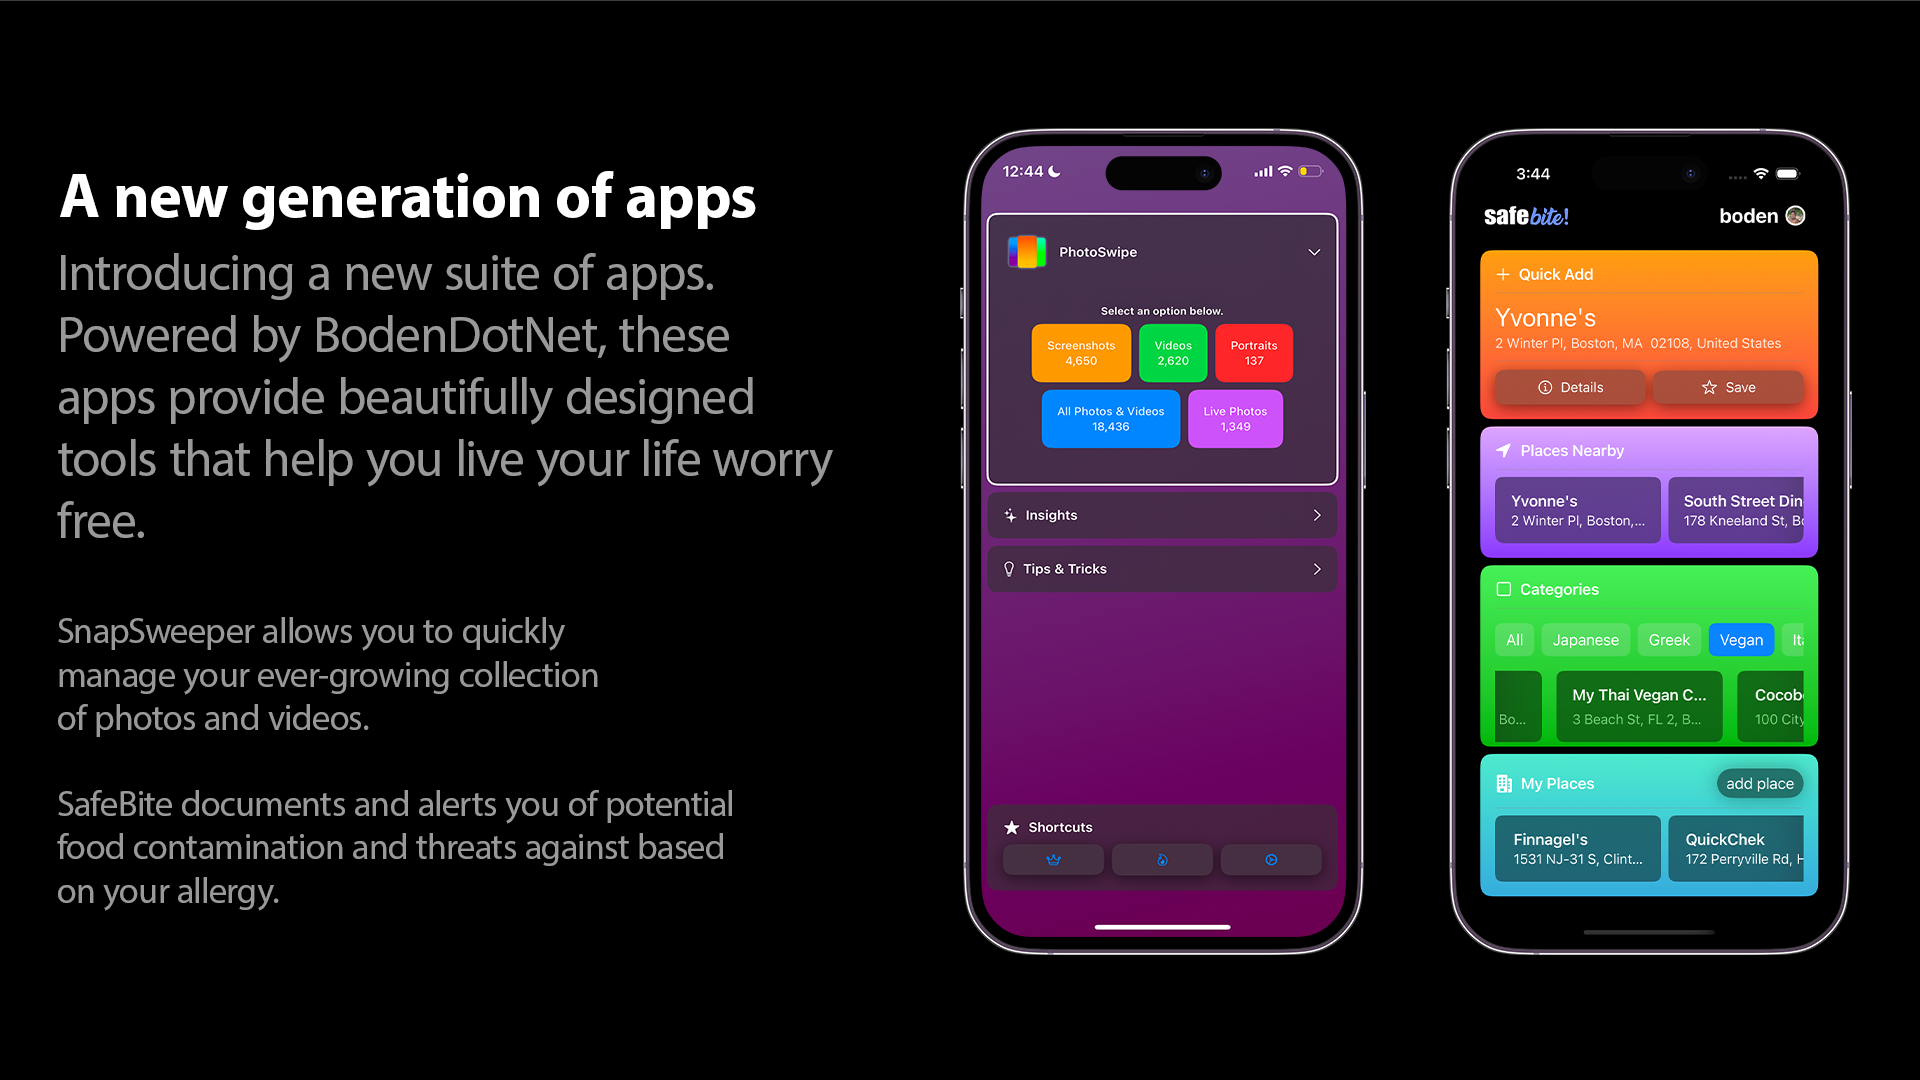 A new generation of apps
Introducing a new suite of apps.
Powered by BodenDotNet, these
apps provide beautifully designed
tools that help you live your life worry
free.
SnapSweeper allows you to quickly
manage your ever-growing collection
of photos and videos.
SafeBite documents and alerts you of potential
food contamination and threats against based
on your allergy.
12:44
PhotoSwipe
Select an option below.
Screenshots
4,650
Videos
2,620
Portraits
137
All Photos & Videos
18,436
Live Photos
1,349
Insights
Tips & Tricks
Shortcuts
3:44
safebite!
boden
Quick Add
Yvonne's
2 Winter Pl, Boston, MA 02108, United States
Details
Save
Places Nearby
Yvonne's
2 Winter Pl, Boston,...
South Street Din
178 Kneeland St, Bo
Categories
All
Japanese
Greek
Vegan
Ita
Bo...
My Thai Vegan C...
3 Beach St, FL 2, B...
Cocob
100 City
My Places
add place
Finnagel's
1531 NJ-31 S, Clint...
QuickChek
172 Perryville Rd, H